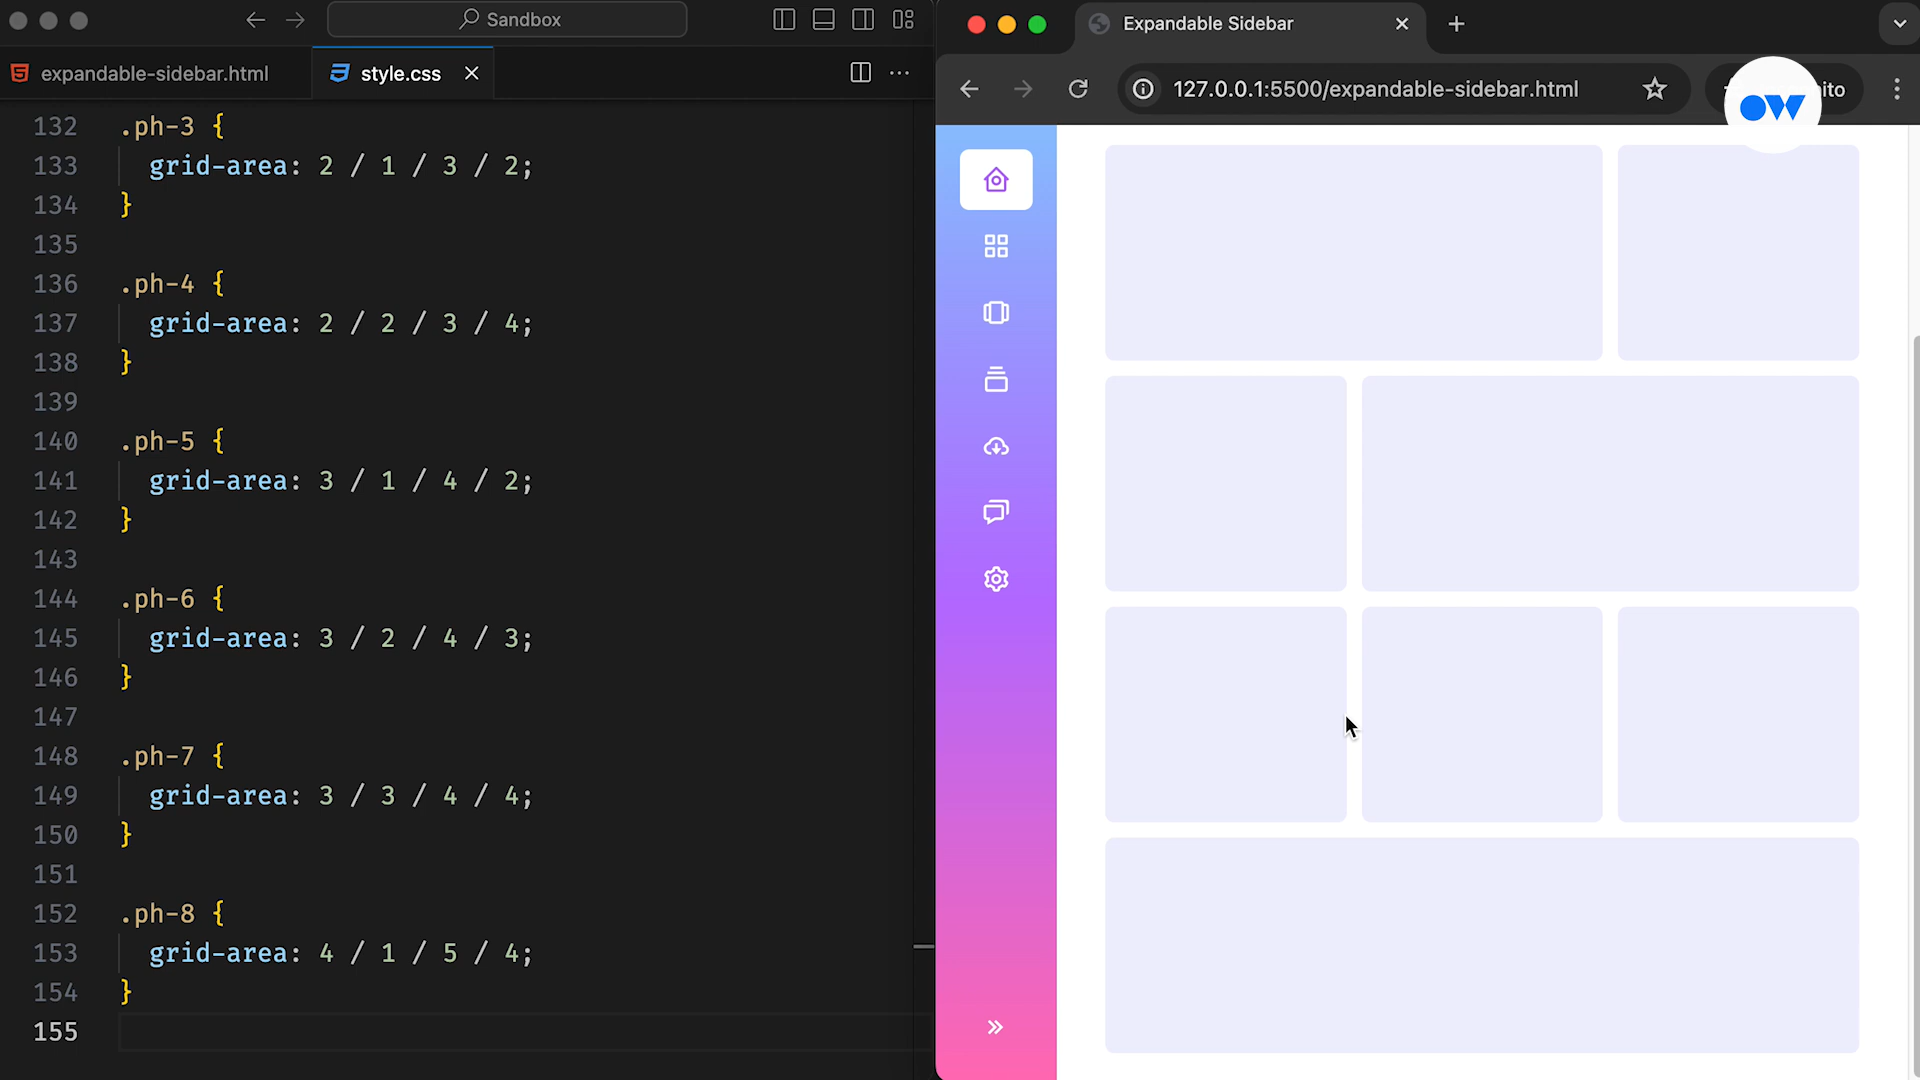 Sandbox
expandable-sidebar.html
style.css
132 .ph-3 {
133 grid-area: 2 / 1 / 3 / 2;
134 }
135
136 .ph-4 {
137 grid-area: 2 / 2 / 3 / 4;
138 }
139
140 .ph-5 {
141 grid-area: 3 / 1 / 4 / 2;
142 }
143
144 .ph-6 {
145 grid-area: 3 / 2 / 4 / 3;
146 }
147
148 .ph-7 {
149 grid-area: 3 / 3 / 4 / 4;
150 }
151
152 .ph-8 {
153 grid-area: 4 / 1 / 5 / 4;
154 }
155
Expandable Sidebar
127.0.0.1:5500/expandable-sidebar.html
ito
OW